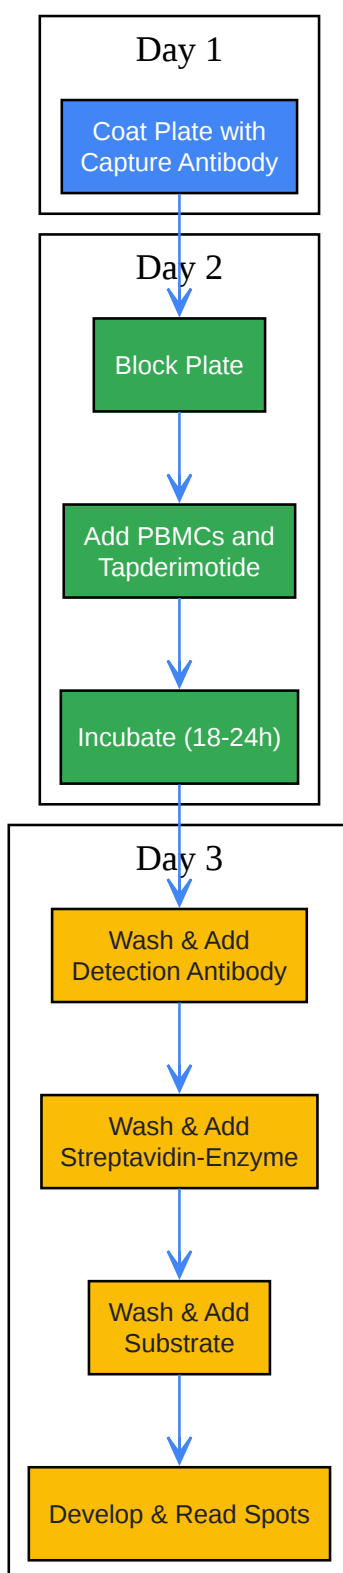 Day 1
Coat Plate with
Capture Antibody
Day 2
Block Plate
Add PBMCs and
Tapderimotide
Incubate (18-24h)
Day 3
Wash & Add
Detection Antibody
Wash & Add
Streptavidin-Enzyme
Wash & Add
Substrate
Develop & Read Spots